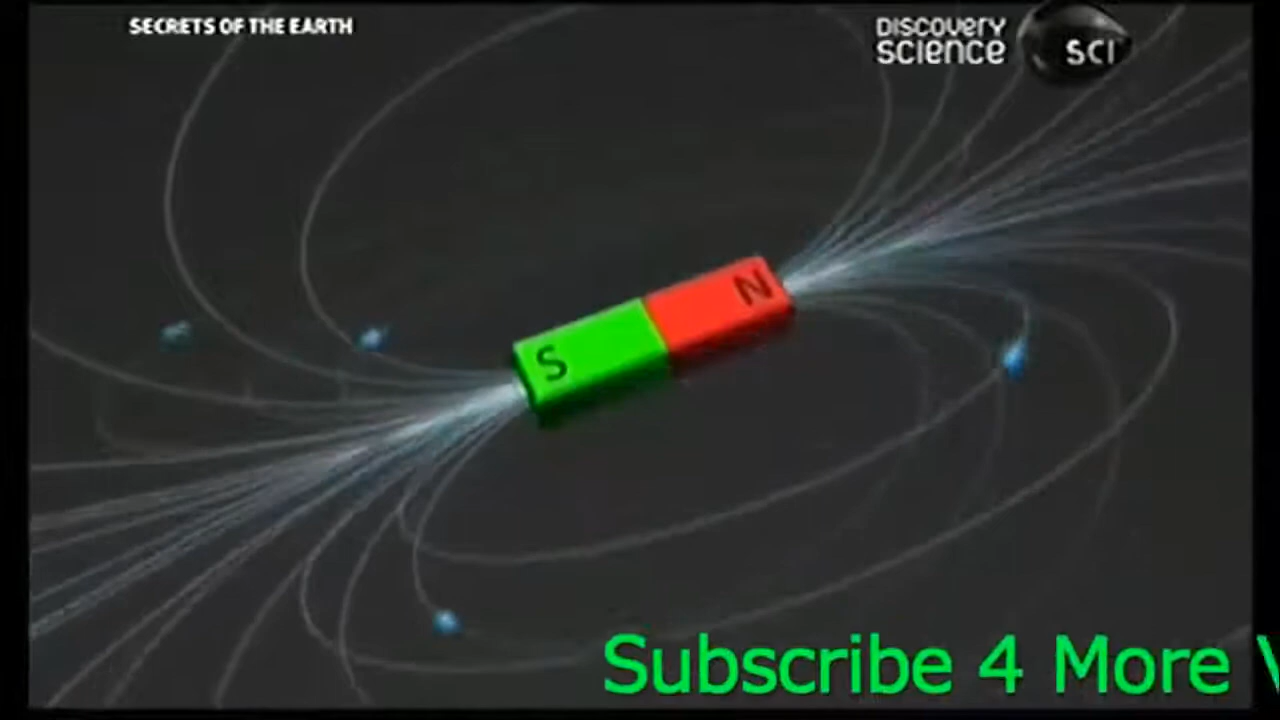 SECRETS OF THE EARTH
DISCOVERY
SCIENCE
SCI
N
S
Subscribe 4 More